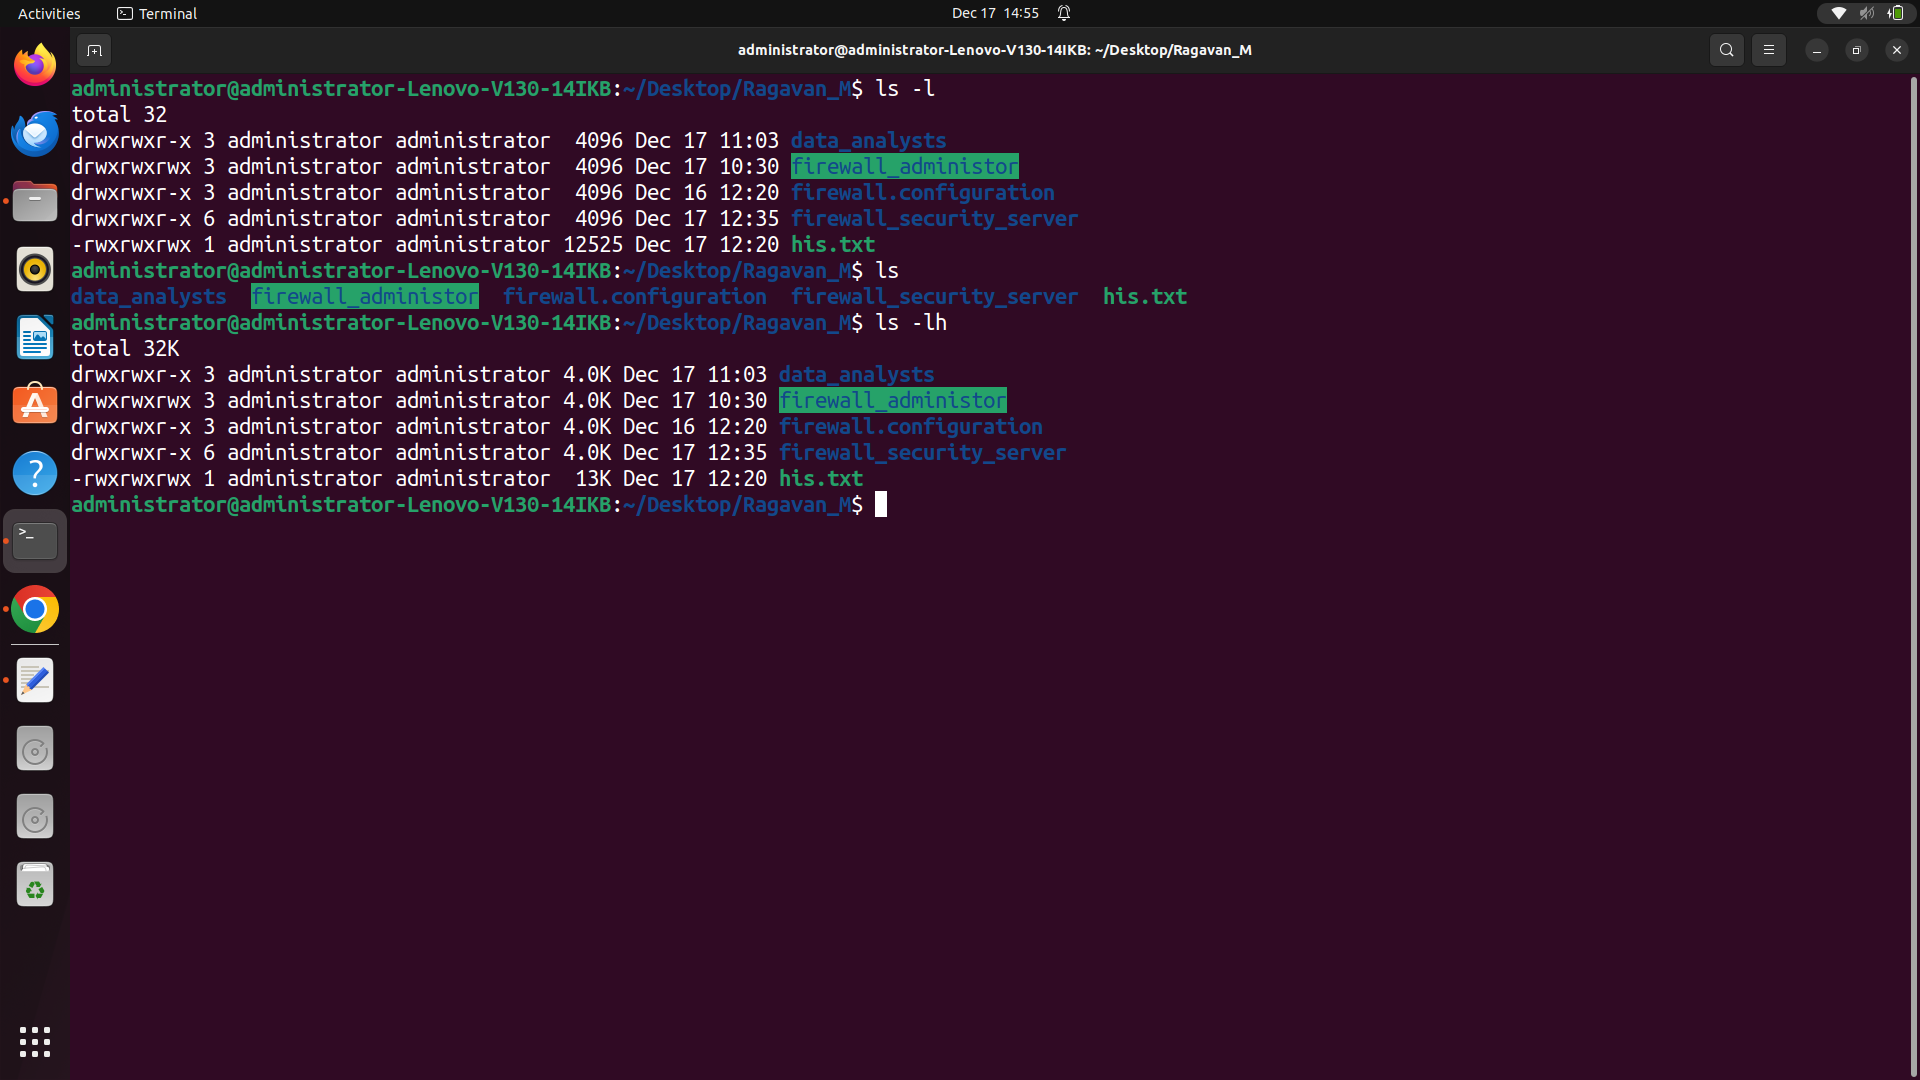 Activities Terminal Dec 17 14:55
administrator@administrator-Lenovo-V130-14IKB: ~/Desktop/Ragavan_M
administrator@administrator-Lenovo-V130-14IKB:~/Desktop/Ragavan_M$ ls -l
total 32
drwxrwxr-x 3 administrator administrator  4096 Dec 17 11:03 data_analysts
drwxrwxrwx 3 administrator administrator  4096 Dec 17 10:30 firewall_administor
drwxrwxr-x 3 administrator administrator  4096 Dec 16 12:20 firewall.configuration
drwxrwxr-x 6 administrator administrator  4096 Dec 17 12:35 firewall_security_server
-rwxrwxrwx 1 administrator administrator 12525 Dec 17 12:20 his.txt
administrator@administrator-Lenovo-V130-14IKB:~/Desktop/Ragavan_M$ ls
data_analysts  firewall_administor  firewall.configuration  firewall_security_server  his.txt
administrator@administrator-Lenovo-V130-14IKB:~/Desktop/Ragavan_M$ ls -lh
total 32K
drwxrwxr-x 3 administrator administrator 4.0K Dec 17 11:03 data_analysts
drwxrwxrwx 3 administrator administrator 4.0K Dec 17 10:30 firewall_administor
drwxrwxr-x 3 administrator administrator 4.0K Dec 16 12:20 firewall.configuration
drwxrwxr-x 6 administrator administrator 4.0K Dec 17 12:35 firewall_security_server
-rwxrwxrwx 1 administrator administrator  13K Dec 17 12:20 his.txt
administrator@administrator-Lenovo-V130-14IKB:~/Desktop/Ragavan_M$